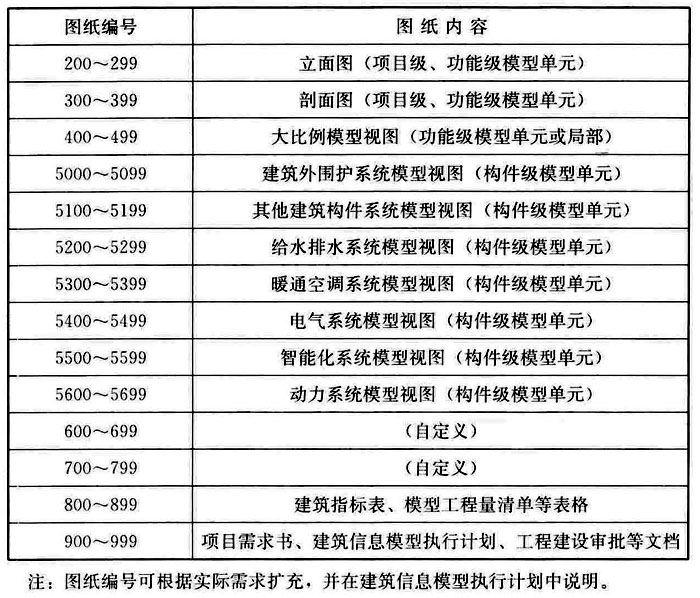 图纸编号 图纸内容
200～299 立面图（项目级、功能级模型单元）
300～399 剖面图（项目级、功能级模型单元）
400～499 大比例模型视图（功能级模型单元或局部）
5000～5099 建筑外围护系统模型视图（构件级模型单元）
5100～5199 其他建筑构件系统模型视图（构件级模型单元）
5200～5299 给水排水系统模型视图（构件级模型单元）
5300～5399 暖通空调系统模型视图（构件级模型单元）
5400～5499 电气系统模型视图（构件级模型单元）
5500～5599 智能化系统模型视图（构件级模型单元）
5600～5699 动力系统模型视图（构件级模型单元）
600～699 （自定义）
700～799 （自定义）
800～899 建筑指标表、模型工程量清单等表格
900～999 项目需求书、建筑信息模型执行计划、工程建设审批等文档
注：图纸编号可根据实际需求扩充，并在建筑信息模型执行计划中说明。